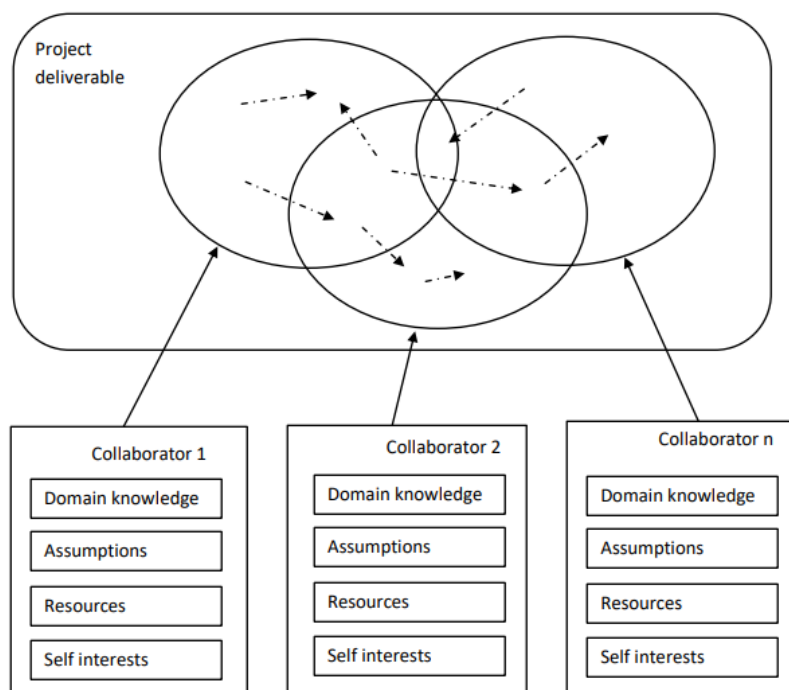 Project
deliverable
Collaborator 1
Domain knowledge
Assumptions
Resources
Self interests
Collaborator 2
Domain knowledge
Assumptions
Resources
Self interests
Collaborator n
Domain knowledge
Assumptions
Resources
Self interests